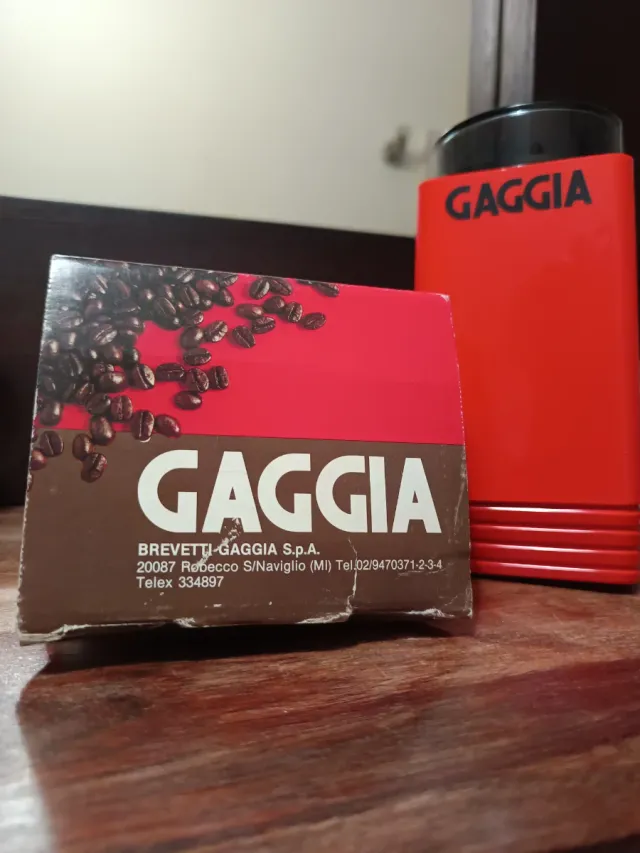 GAGGIA
GAGGIA
BREVETTI-GAGGIA S.p.A.
20087 Robecco S/Naviglio (MI) Tel.02/9470371-2-3-4
Telex 334897